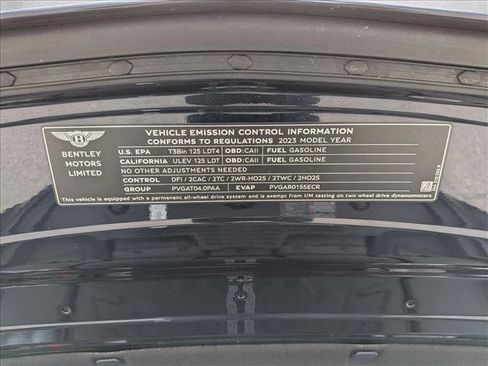 VEHICLE EMISSION CONTROL INFORMATION
CONFORMS TO REGULATIONS 2023 MODEL YEAR
B
BENTLEY
MOTORS
LIMITED
U.S. EPA T3Bin 125 LDT4 OBD:CAII FUEL GASOLINE
CALIFORNIA ULEV 125 LDT OBD:CAII FUEL GASOLINE
NO OTHER ADJUSTMENTS NEEDED
CONTROL DFI / 2CAC / 2TC / 2WR-HO2S / 2TWC / 2HO2S
GROUP PVGAT04.0PAA EVAP PVGAR0155ECR
This vehicle is equipped with a permanent all-wheel drive system and is exempt from I/M testing on two wheel drive dynamometers